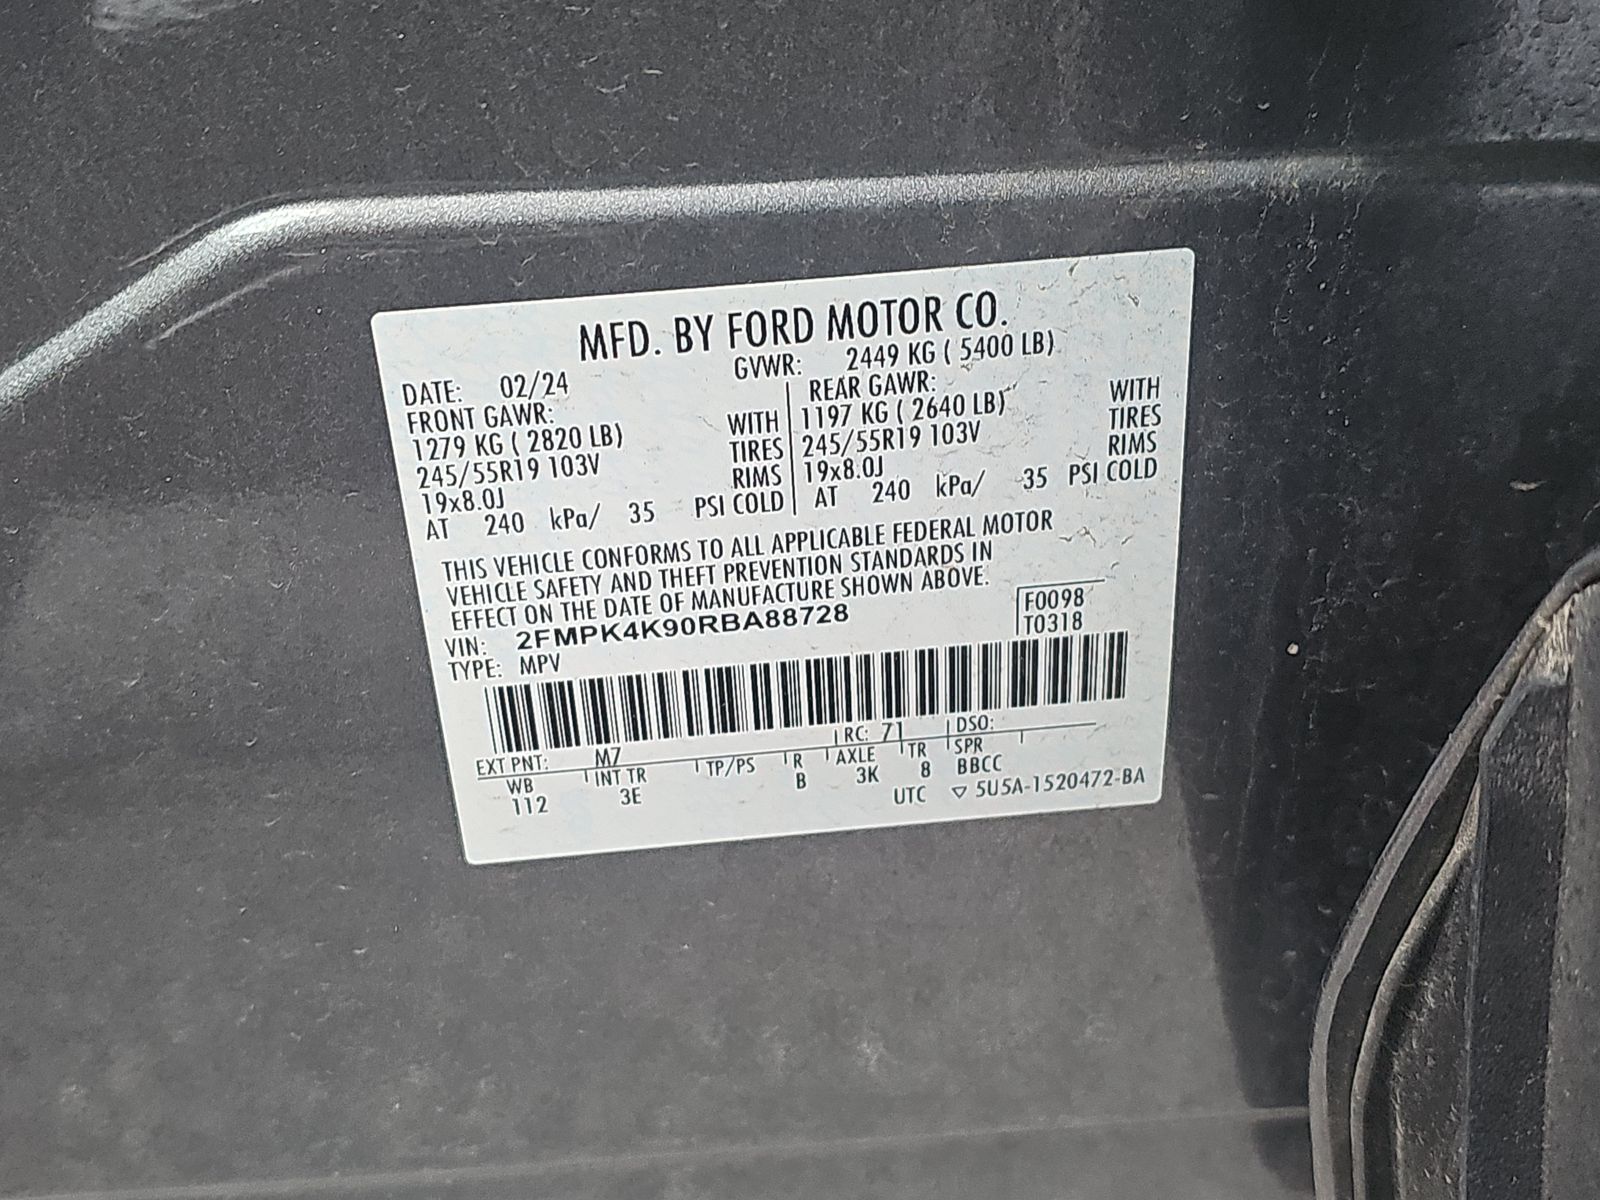 MFD. BY FORD MOTOR CO.
DATE: 02/24 GVWR: 2449 KG ( 5400 LB)
FRONT GAWR: REAR GAWR:
1279 KG ( 2820 LB) WITH 1197 KG ( 2640 LB) WITH
245/55R19 103V TIRES 245/55R19 103V TIRES
19x8.0J RIMS 19x8.0J RIMS
AT 240 kPa/ 35 PSI COLD AT 240 kPa/ 35 PSI COLD
THIS VEHICLE CONFORMS TO ALL APPLICABLE FEDERAL MOTOR
VEHICLE SAFETY AND THEFT PREVENTION STANDARDS IN
EFFECT ON THE DATE OF MANUFACTURE SHOWN ABOVE.
VIN: 2FMPK4K90RBA88728 F0098
TYPE: MPV T0318
EXT PNT: M7 RC: 71 DSO:
WB INT TR TP/PS R AXLE TR SPR
112 3E B 3K 8 BBCC
UTC ▽ 5U5A-1520472-BA